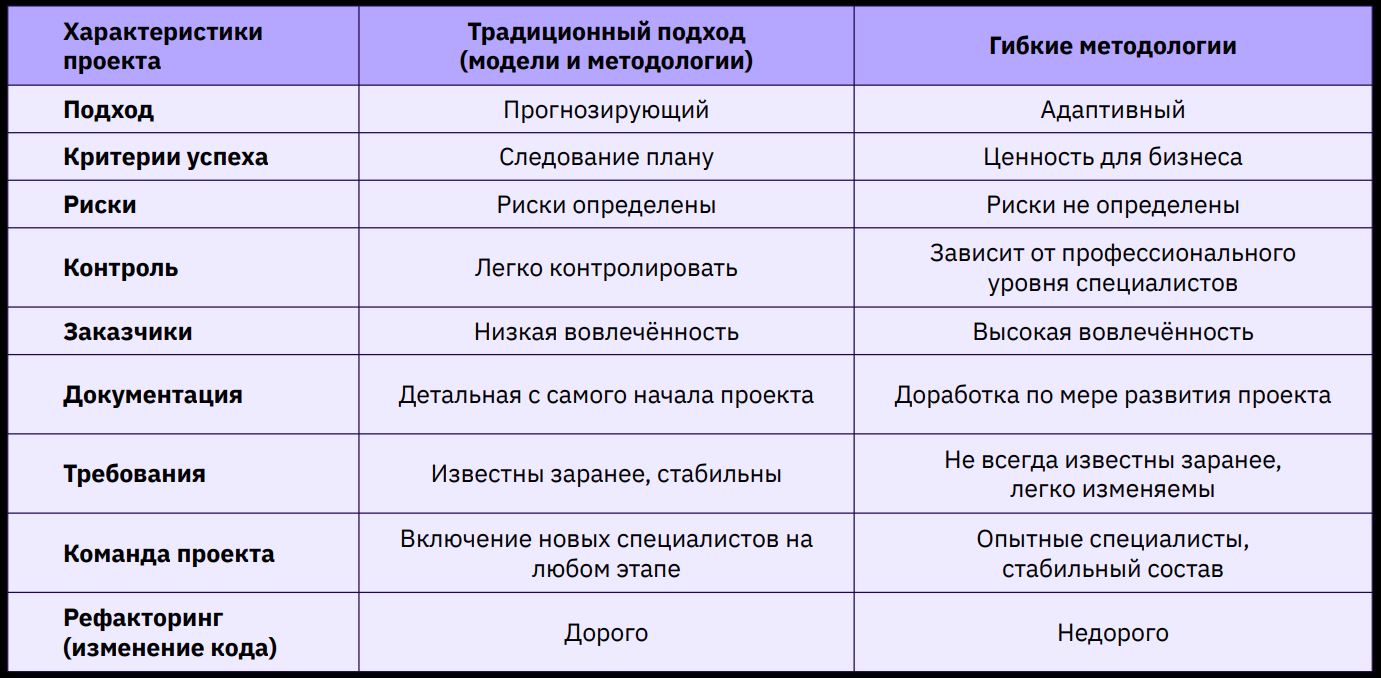 Характеристики
проекта
Традиционный подход
(модели и методологии)
Гибкие методологии
Подход
Прогнозирующий
Адаптивный
Критерии успеха
Следование плану
Ценность для бизнеса
Риски
Риски определены
Риски не определены
Контроль
Легко контролировать
Зависит от профессионального
уровня специалистов
Заказчики
Низкая вовлечённость
Высокая вовлечённость
Документация
Детальная с самого начала проекта
Доработка по мере развития проекта
Требования
Известны заранее, стабильны
Не всегда известны заранее,
легко изменяемы
Команда проекта
Включение новых специалистов на
любом этапе
Опытные специалисты,
стабильный состав
Рефакторинг
(изменение кода)
Дорого
Недорого